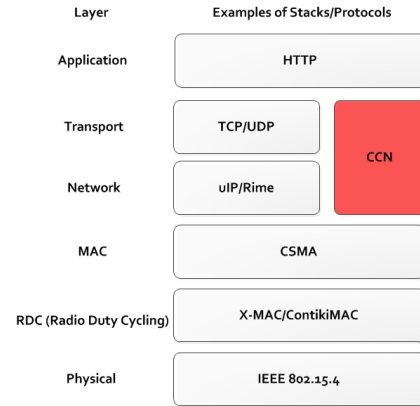 Layer Examples of Stacks/Protocols
Application HTTP
Transport TCP/UDP
CCN
Network uIP/Rime
MAC CSMA
RDC (Radio Duty Cycling) X-MAC/ContikiMAC
Physical IEEE 802.15.4